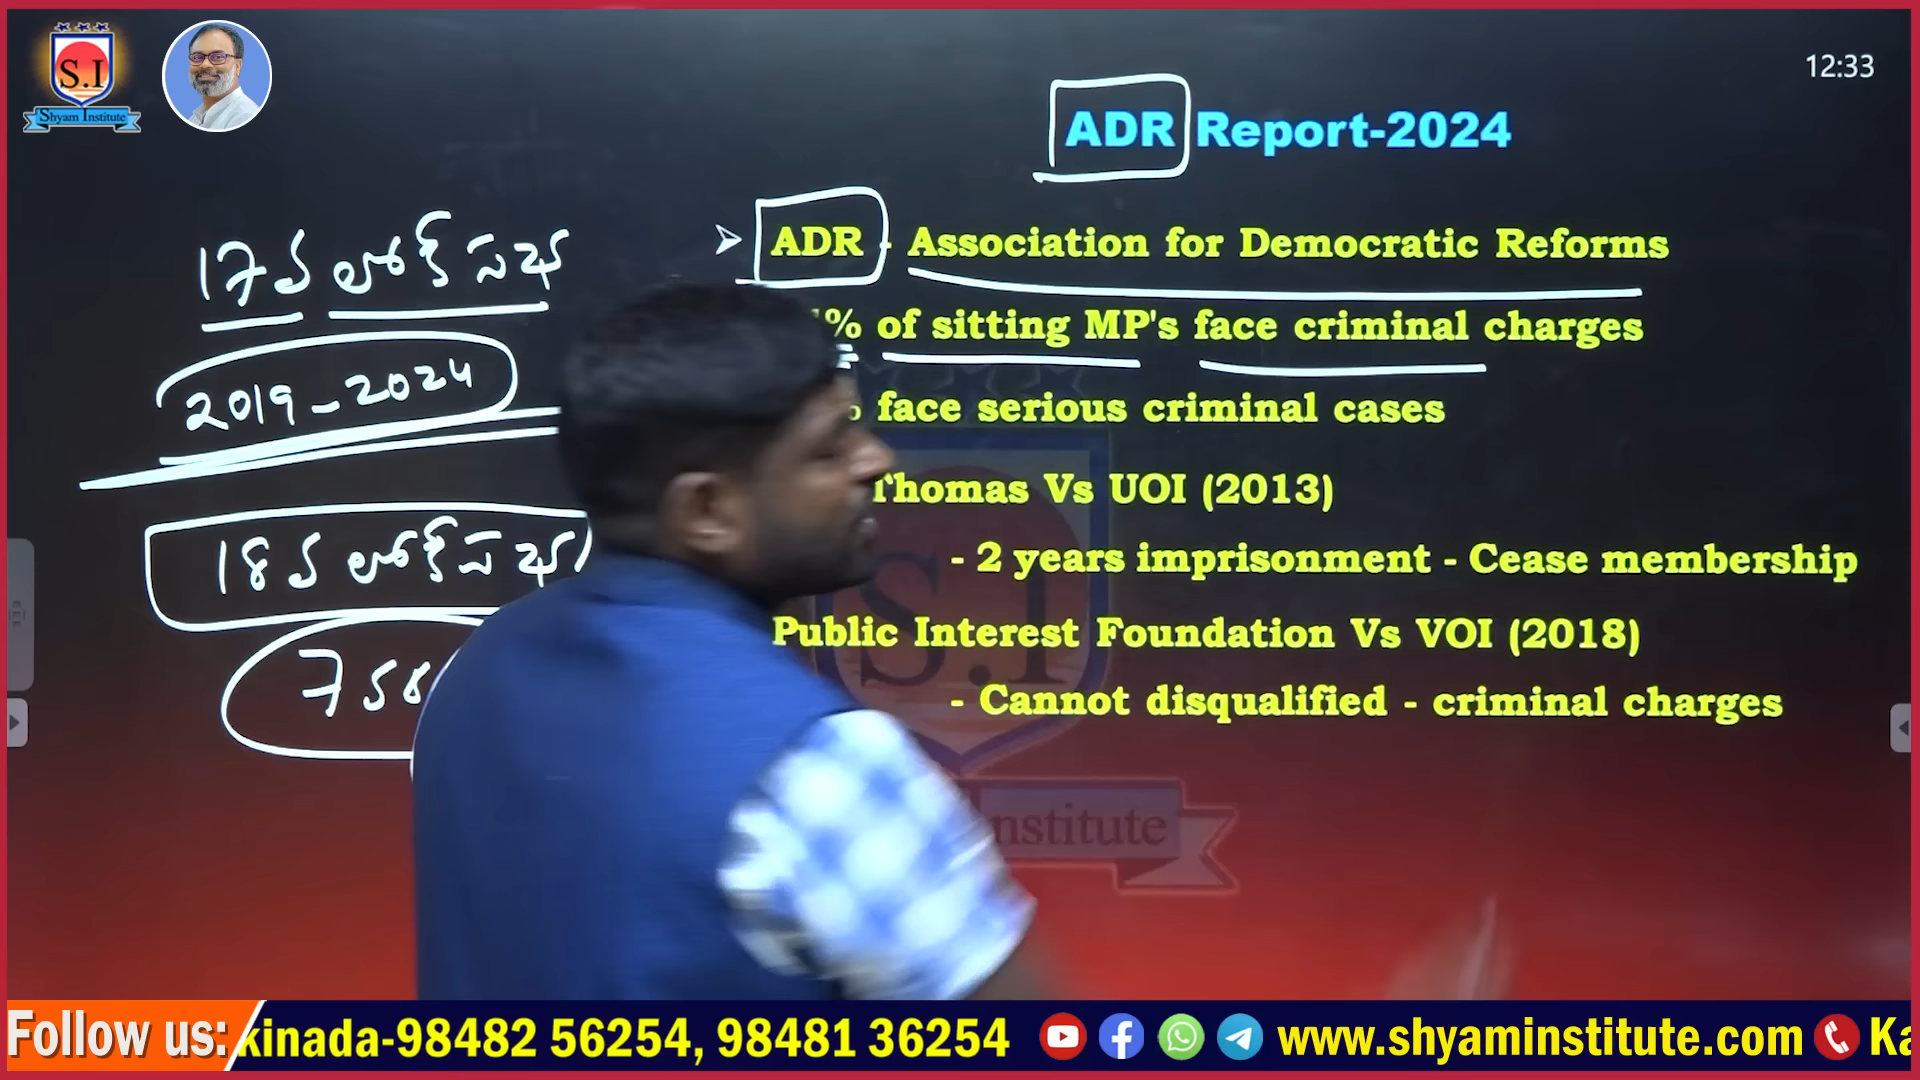 S.I
Shyam Institute
12:33
ADR Report-2024
17వ లోక్ సభ
2019-2024
18వ లోక్ సభ
➤ ADR - Association for Democratic Reforms
% of sitting MP's face criminal charges
face serious criminal cases
Thomas Vs UOI (2013)
- 2 years imprisonment - Cease membership
Public Interest Foundation Vs VOI (2018)
- Cannot disqualified - criminal charges
S.I
nstitute
Follow us: kinada-98482 56254, 98481 36254 www.shyaminstitute.com Ka